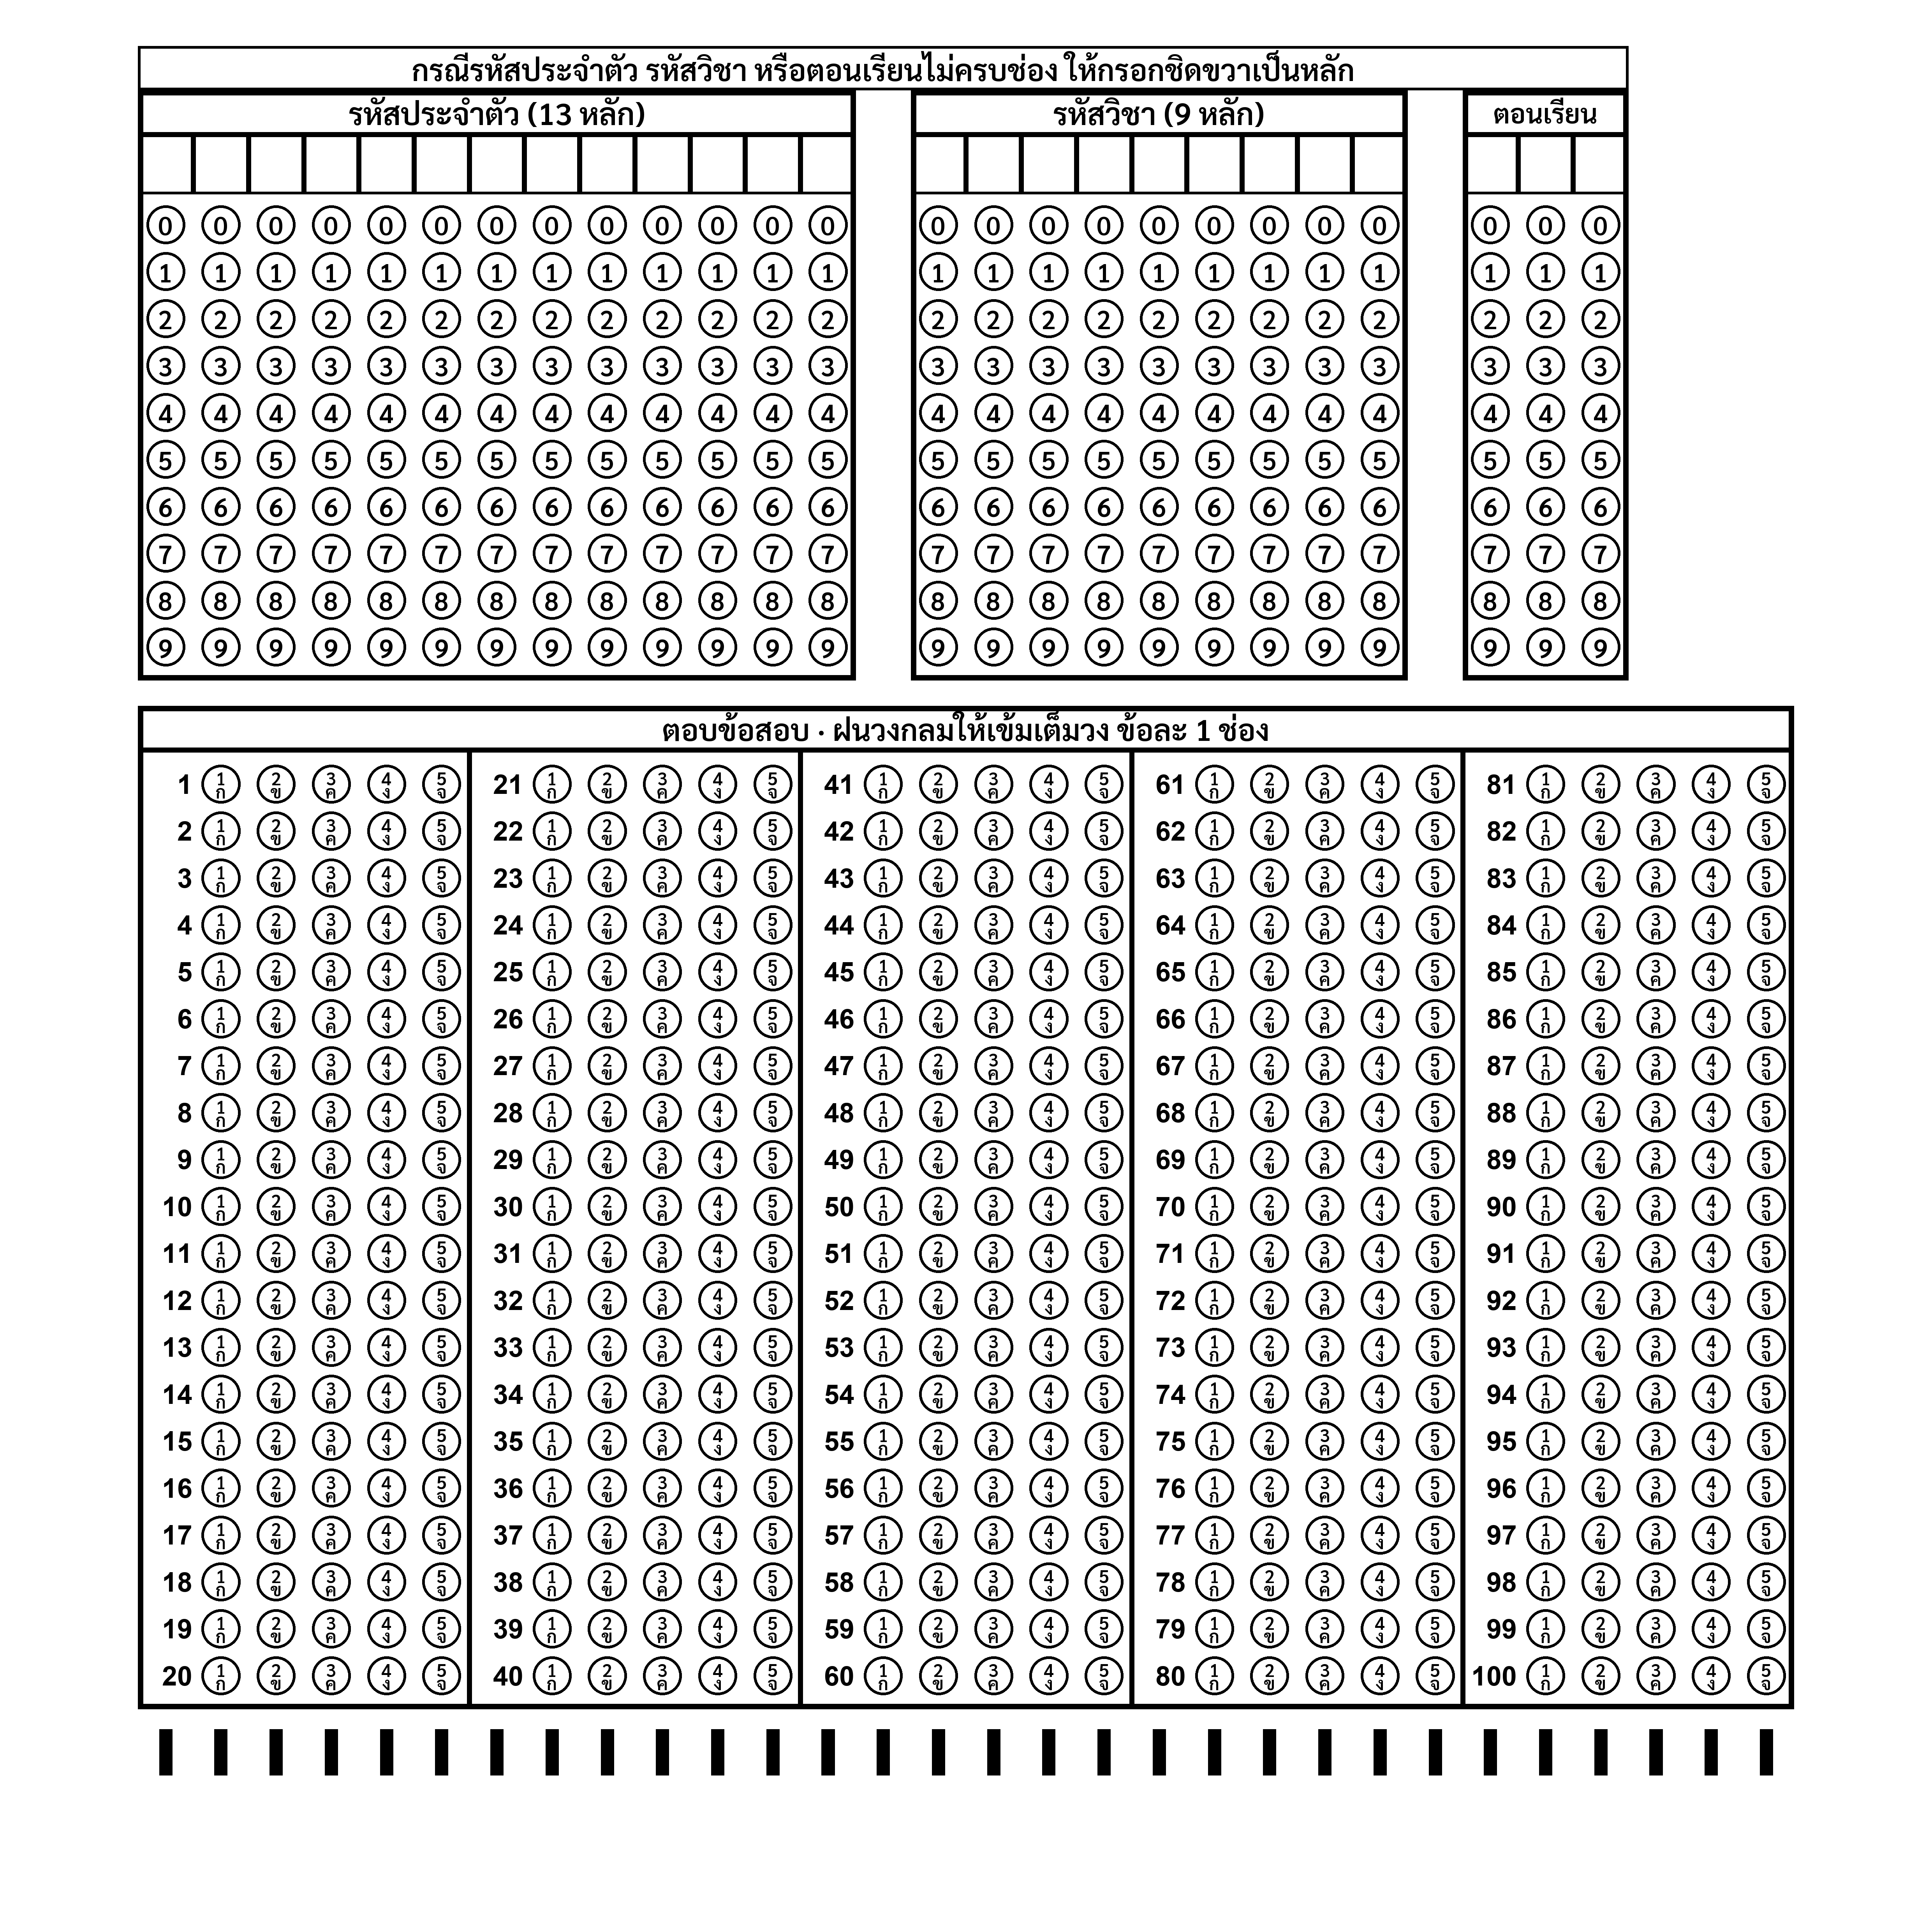 กรณีรหัสประจำตัว รหัสวิชา หรือตอนเรียนไม่ครบช่อง ให้กรอกชิดขวาเป็นหลัก
รหัสประจำตัว (13 หลัก) รหัสวิชา (9 หลัก) ตอนเรียน
0 0 0 0 0 0 0 0 0 0 0 0 0 0 0 0 0 0 0 0 0 0 0 0 0
1 1 1 1 1 1 1 1 1 1 1 1 1 1 1 1 1 1 1 1 1 1 1 1 1
2 2 2 2 2 2 2 2 2 2 2 2 2 2 2 2 2 2 2 2 2 2 2 2 2
3 3 3 3 3 3 3 3 3 3 3 3 3 3 3 3 3 3 3 3 3 3 3 3 3
4 4 4 4 4 4 4 4 4 4 4 4 4 4 4 4 4 4 4 4 4 4 4 4 4
5 5 5 5 5 5 5 5 5 5 5 5 5 5 5 5 5 5 5 5 5 5 5 5 5
6 6 6 6 6 6 6 6 6 6 6 6 6 6 6 6 6 6 6 6 6 6 6 6 6
7 7 7 7 7 7 7 7 7 7 7 7 7 7 7 7 7 7 7 7 7 7 7 7 7
8 8 8 8 8 8 8 8 8 8 8 8 8 8 8 8 8 8 8 8 8 8 8 8 8
9 9 9 9 9 9 9 9 9 9 9 9 9 9 9 9 9 9 9 9 9 9 9 9 9
ตอบข้อสอบ · ฝนวงกลมให้เข้มเต็มวง ข้อละ 1 ช่อง
1 1ก 2ข 3ค 4ง 5จ 21 1ก 2ข 3ค 4ง 5จ 41 1ก 2ข 3ค 4ง 5จ 61 1ก 2ข 3ค 4ง 5จ 81 1ก 2ข 3ค 4ง 5จ
2 1ก 2ข 3ค 4ง 5จ 22 1ก 2ข 3ค 4ง 5จ 42 1ก 2ข 3ค 4ง 5จ 62 1ก 2ข 3ค 4ง 5จ 82 1ก 2ข 3ค 4ง 5จ
3 1ก 2ข 3ค 4ง 5จ 23 1ก 2ข 3ค 4ง 5จ 43 1ก 2ข 3ค 4ง 5จ 63 1ก 2ข 3ค 4ง 5จ 83 1ก 2ข 3ค 4ง 5จ
4 1ก 2ข 3ค 4ง 5จ 24 1ก 2ข 3ค 4ง 5จ 44 1ก 2ข 3ค 4ง 5จ 64 1ก 2ข 3ค 4ง 5จ 84 1ก 2ข 3ค 4ง 5จ
5 1ก 2ข 3ค 4ง 5จ 25 1ก 2ข 3ค 4ง 5จ 45 1ก 2ข 3ค 4ง 5จ 65 1ก 2ข 3ค 4ง 5จ 85 1ก 2ข 3ค 4ง 5จ
6 1ก 2ข 3ค 4ง 5จ 26 1ก 2ข 3ค 4ง 5จ 46 1ก 2ข 3ค 4ง 5จ 66 1ก 2ข 3ค 4ง 5จ 86 1ก 2ข 3ค 4ง 5จ
7 1ก 2ข 3ค 4ง 5จ 27 1ก 2ข 3ค 4ง 5จ 47 1ก 2ข 3ค 4ง 5จ 67 1ก 2ข 3ค 4ง 5จ 87 1ก 2ข 3ค 4ง 5จ
8 1ก 2ข 3ค 4ง 5จ 28 1ก 2ข 3ค 4ง 5จ 48 1ก 2ข 3ค 4ง 5จ 68 1ก 2ข 3ค 4ง 5จ 88 1ก 2ข 3ค 4ง 5จ
9 1ก 2ข 3ค 4ง 5จ 29 1ก 2ข 3ค 4ง 5จ 49 1ก 2ข 3ค 4ง 5จ 69 1ก 2ข 3ค 4ง 5จ 89 1ก 2ข 3ค 4ง 5จ
10 1ก 2ข 3ค 4ง 5จ 30 1ก 2ข 3ค 4ง 5จ 50 1ก 2ข 3ค 4ง 5จ 70 1ก 2ข 3ค 4ง 5จ 90 1ก 2ข 3ค 4ง 5จ
11 1ก 2ข 3ค 4ง 5จ 31 1ก 2ข 3ค 4ง 5จ 51 1ก 2ข 3ค 4ง 5จ 71 1ก 2ข 3ค 4ง 5จ 91 1ก 2ข 3ค 4ง 5จ
12 1ก 2ข 3ค 4ง 5จ 32 1ก 2ข 3ค 4ง 5จ 52 1ก 2ข 3ค 4ง 5จ 72 1ก 2ข 3ค 4ง 5จ 92 1ก 2ข 3ค 4ง 5จ
13 1ก 2ข 3ค 4ง 5จ 33 1ก 2ข 3ค 4ง 5จ 53 1ก 2ข 3ค 4ง 5จ 73 1ก 2ข 3ค 4ง 5จ 93 1ก 2ข 3ค 4ง 5จ
14 1ก 2ข 3ค 4ง 5จ 34 1ก 2ข 3ค 4ง 5จ 54 1ก 2ข 3ค 4ง 5จ 74 1ก 2ข 3ค 4ง 5จ 94 1ก 2ข 3ค 4ง 5จ
15 1ก 2ข 3ค 4ง 5จ 35 1ก 2ข 3ค 4ง 5จ 55 1ก 2ข 3ค 4ง 5จ 75 1ก 2ข 3ค 4ง 5จ 95 1ก 2ข 3ค 4ง 5จ
16 1ก 2ข 3ค 4ง 5จ 36 1ก 2ข 3ค 4ง 5จ 56 1ก 2ข 3ค 4ง 5จ 76 1ก 2ข 3ค 4ง 5จ 96 1ก 2ข 3ค 4ง 5จ
17 1ก 2ข 3ค 4ง 5จ 37 1ก 2ข 3ค 4ง 5จ 57 1ก 2ข 3ค 4ง 5จ 77 1ก 2ข 3ค 4ง 5จ 97 1ก 2ข 3ค 4ง 5จ
18 1ก 2ข 3ค 4ง 5จ 38 1ก 2ข 3ค 4ง 5จ 58 1ก 2ข 3ค 4ง 5จ 78 1ก 2ข 3ค 4ง 5จ 98 1ก 2ข 3ค 4ง 5จ
19 1ก 2ข 3ค 4ง 5จ 39 1ก 2ข 3ค 4ง 5จ 59 1ก 2ข 3ค 4ง 5จ 79 1ก 2ข 3ค 4ง 5จ 99 1ก 2ข 3ค 4ง 5จ
20 1ก 2ข 3ค 4ง 5จ 40 1ก 2ข 3ค 4ง 5จ 60 1ก 2ข 3ค 4ง 5จ 80 1ก 2ข 3ค 4ง 5จ 100 1ก 2ข 3ค 4ง 5จ